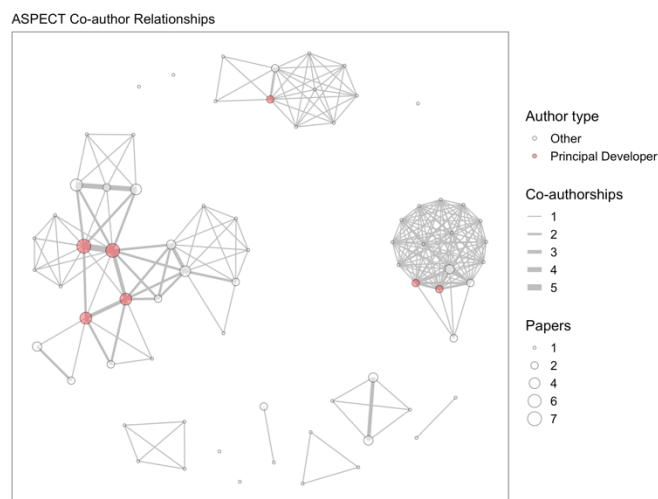 ASPECT Co-author Relationships
Author type
Other
Principal Developer
Co-authorships
1
2
3
4
5
Papers
1
2
4
6
7